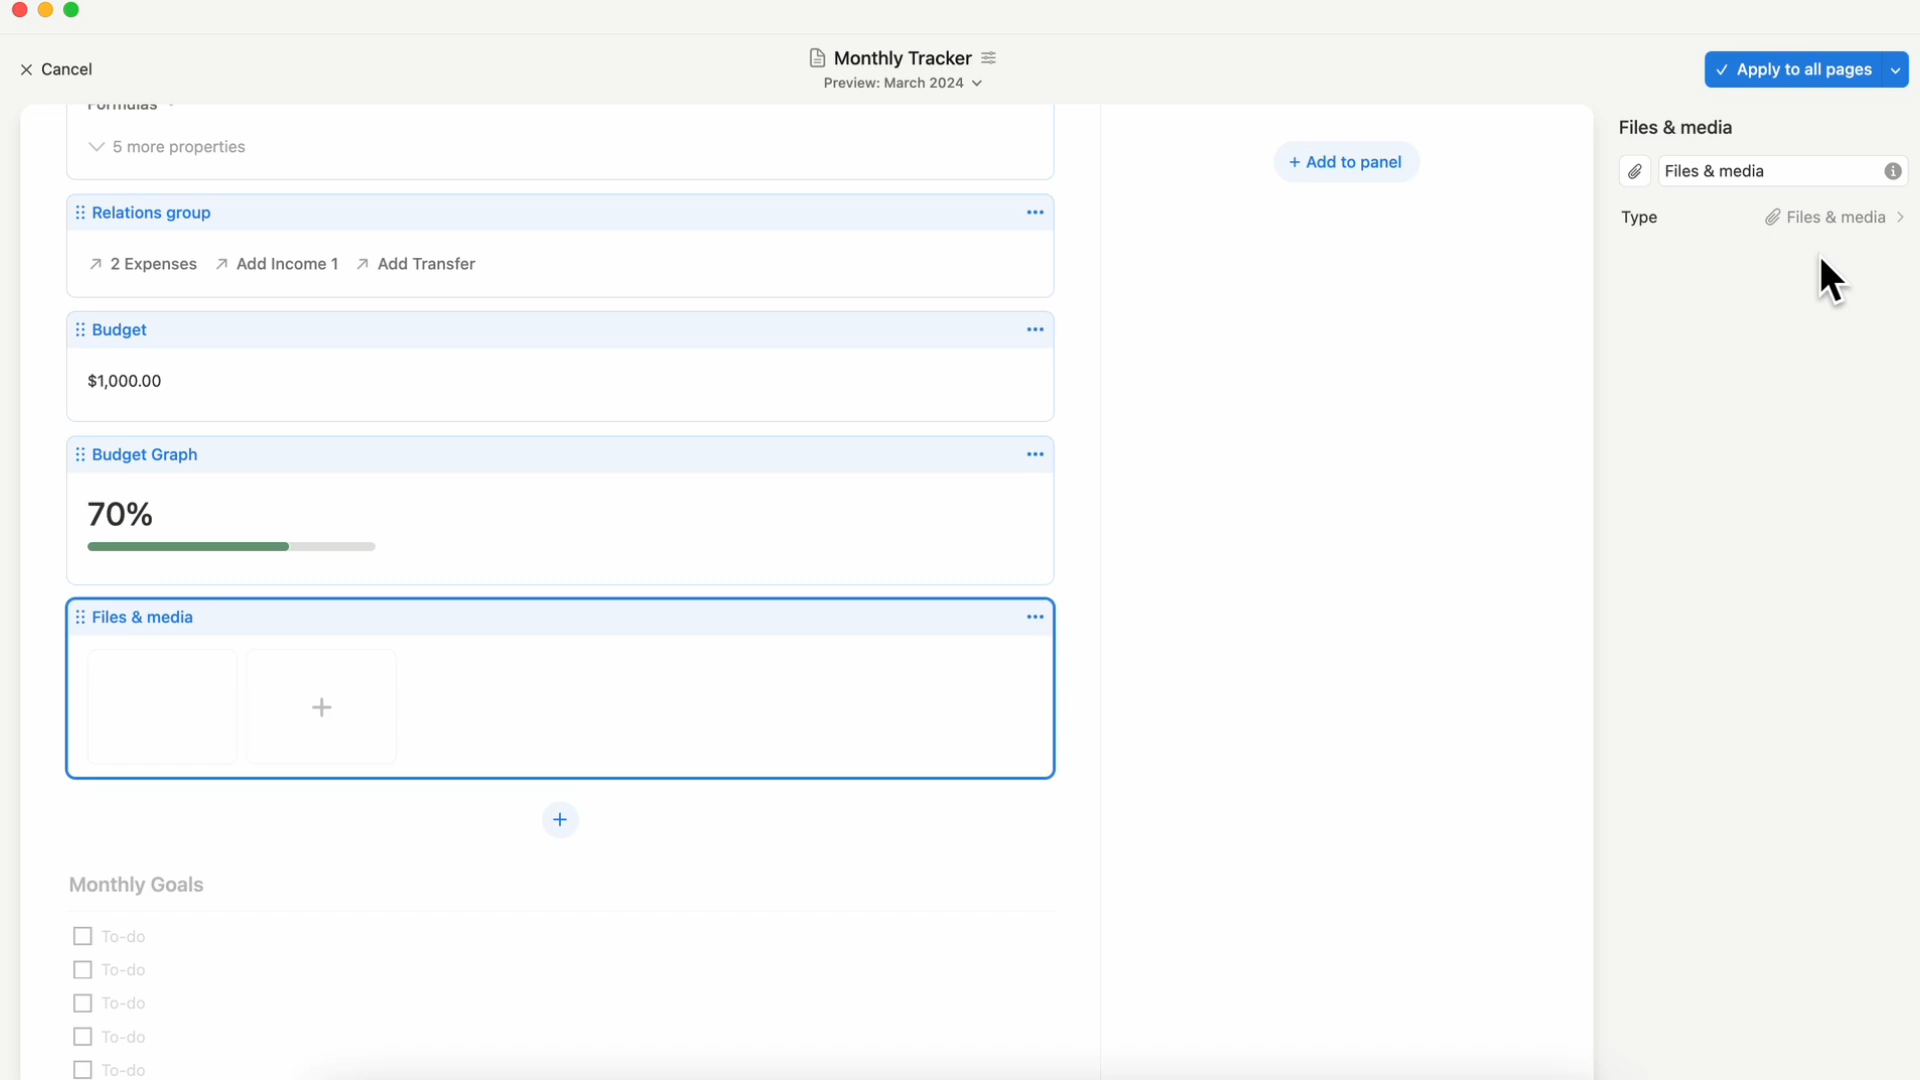 Monthly Tracker
Cancel
Preview: March 2024
Apply to all pages
Formulas
5 more properties
Relations group
2 Expenses Add Income 1 Add Transfer
Budget
$1,000.00
Budget Graph
70%
Files & media
Monthly Goals
To-do
To-do
To-do
To-do
To-do
+ Add to panel
Files & media
Files & media
Type Files & media